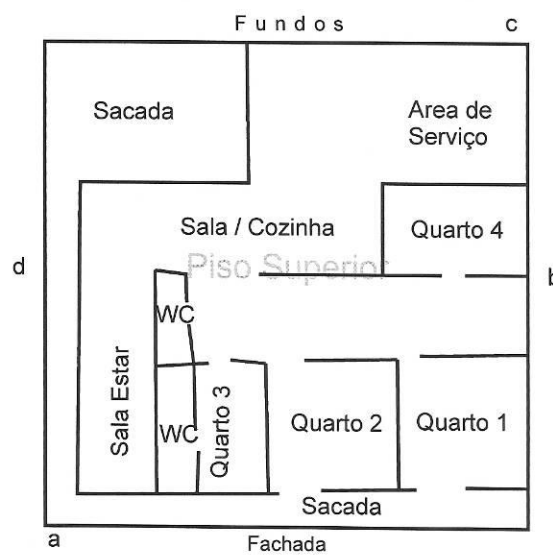 Fundos
c
Sacada
Area de
Serviço
Sala / Cozinha
Quarto 4
Piso Superior
d
b
WC
Sala Estar
WC
Quarto 3
Quarto 2
Quarto 1
Sacada
a
Fachada